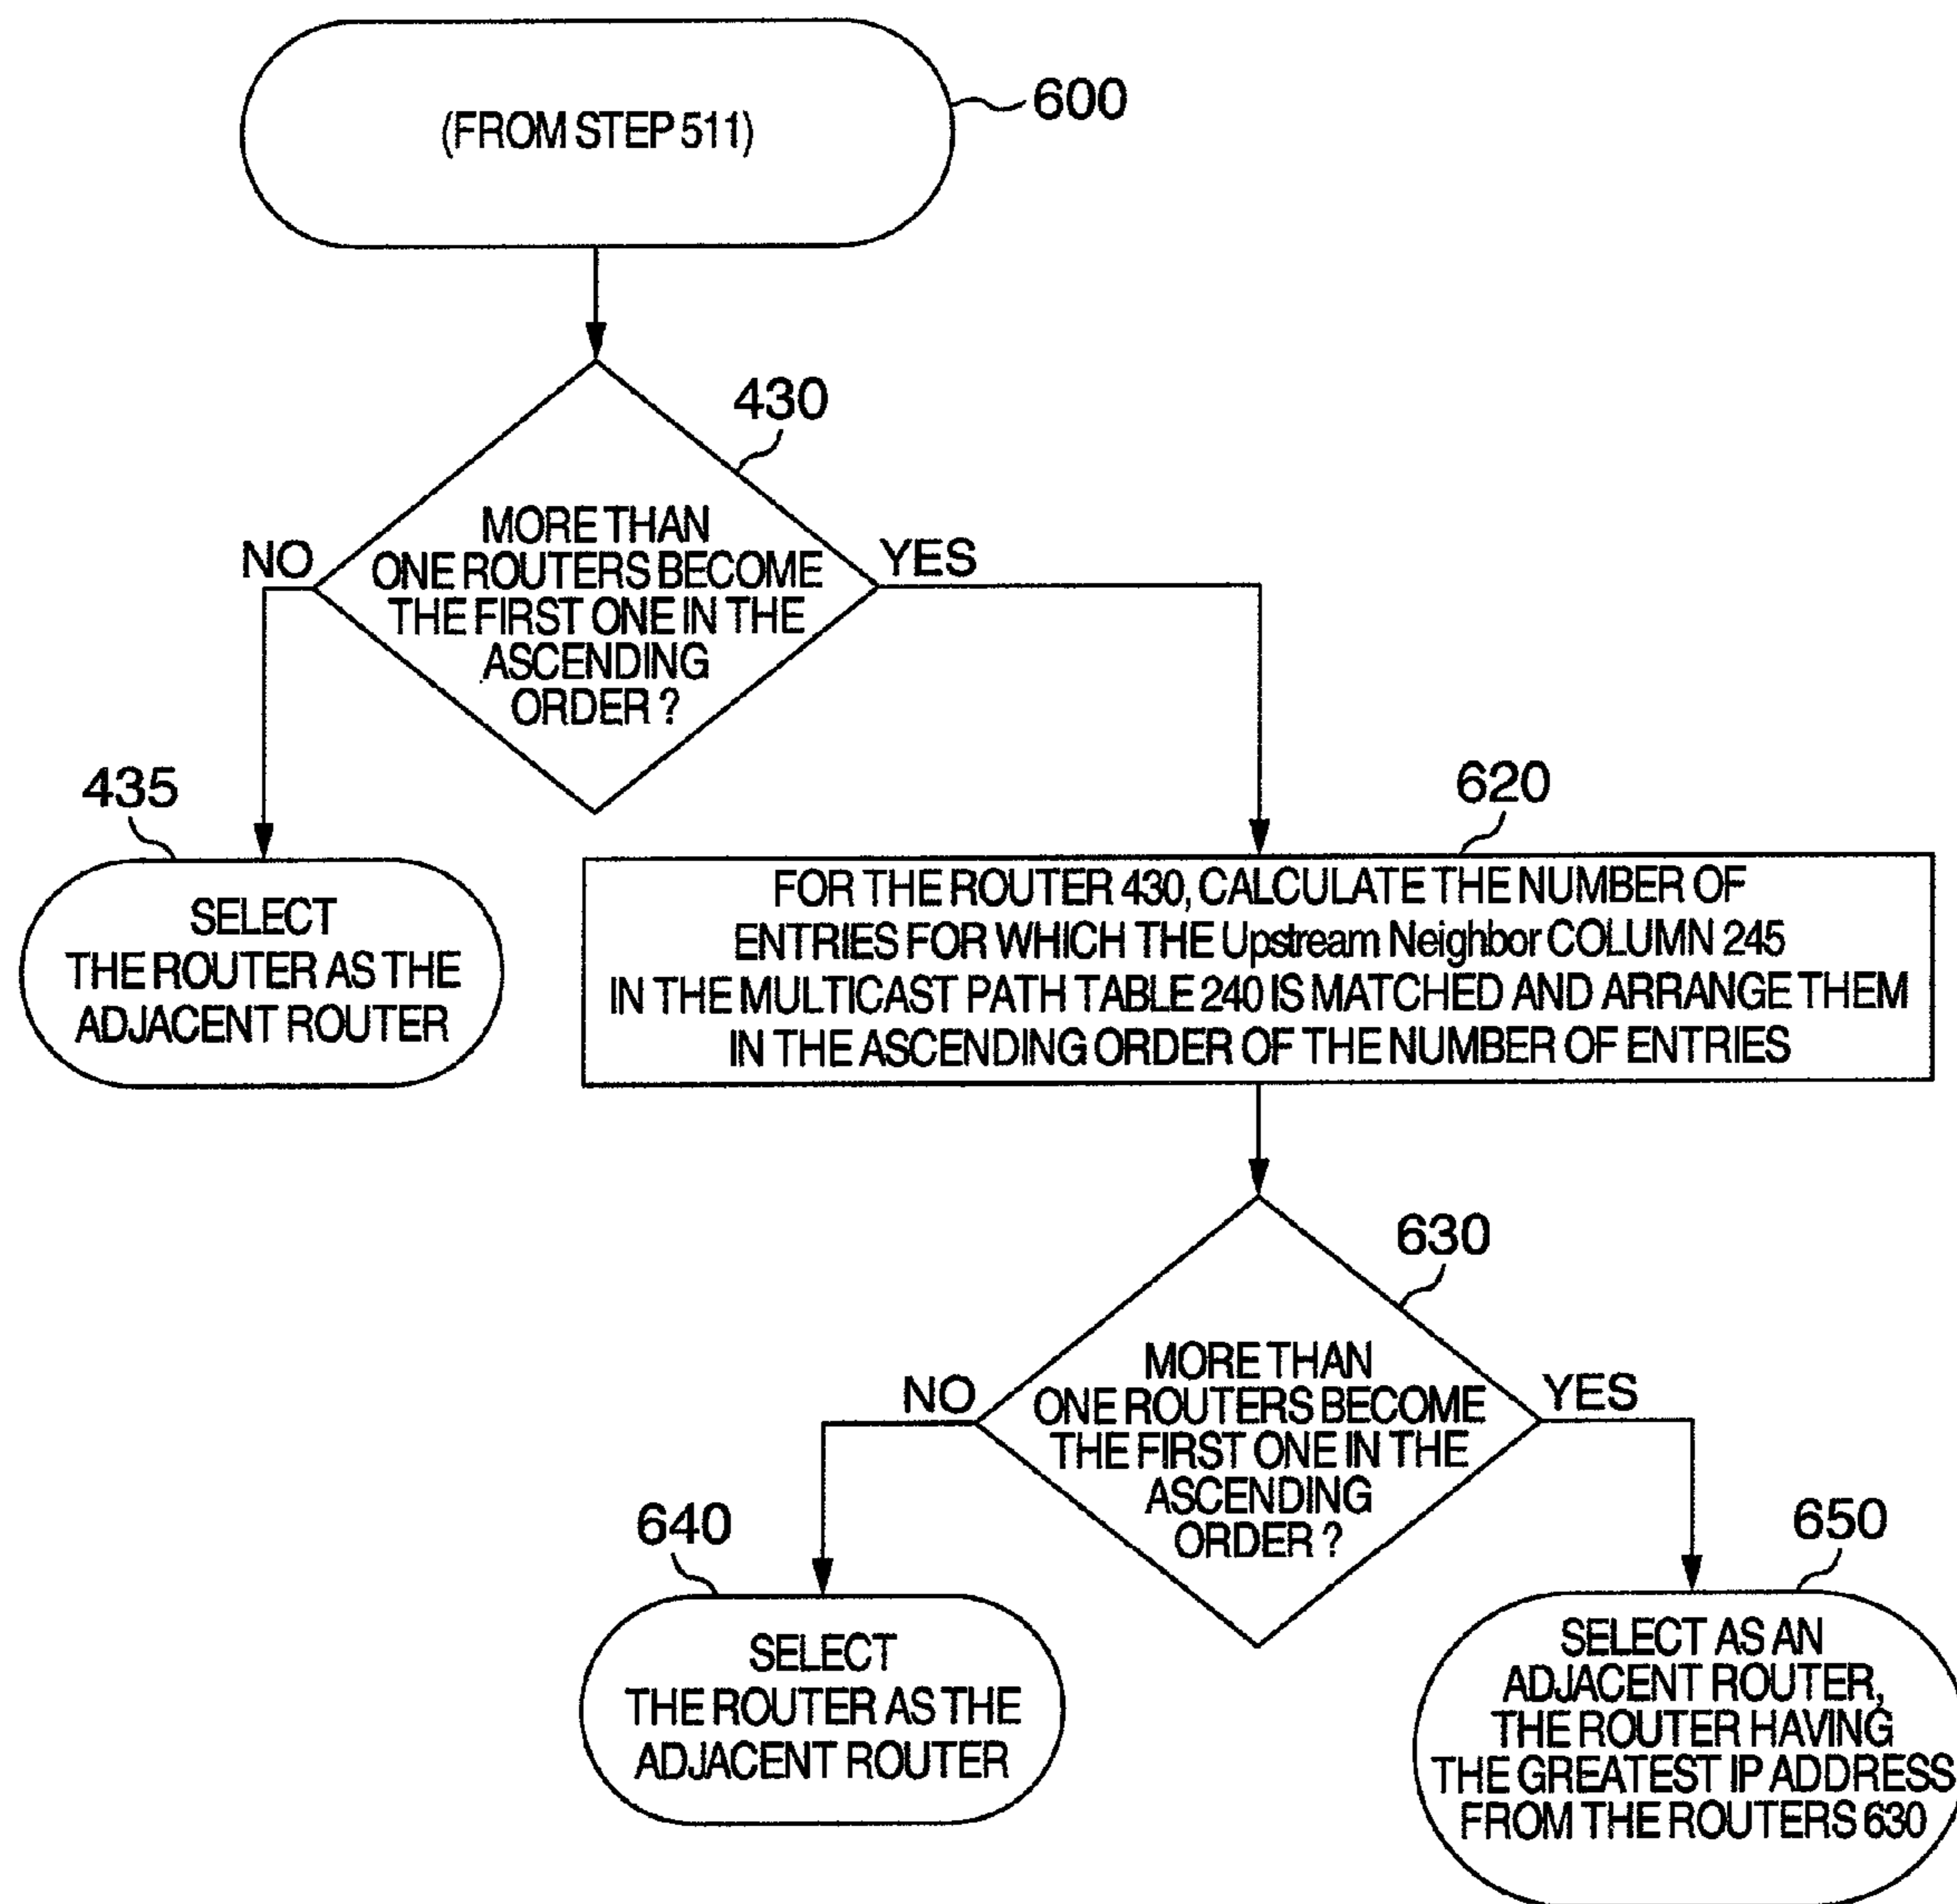 (FROM STEP 511)
600
430
MORE THAN
ONE ROUTERS BECOME
THE FIRST ONE IN THE
ASCENDING
ORDER ?
NO
YES
435
SELECT
THE ROUTER AS THE
ADJACENT ROUTER
620
FOR THE ROUTER 430, CALCULATE THE NUMBER OF
ENTRIES FOR WHICH THE Upstream Neighbor COLUMN 245
IN THE MULTICAST PATH TABLE 240 IS MATCHED AND ARRANGE THEM
IN THE ASCENDING ORDER OF THE NUMBER OF ENTRIES
630
MORE THAN
ONE ROUTERS BECOME
THE FIRST ONE IN THE
ASCENDING
ORDER ?
NO
YES
640
SELECT
THE ROUTER AS THE
ADJACENT ROUTER
650
SELECT AS AN
ADJACENT ROUTER,
THE ROUTER HAVING
THE GREATEST IP ADDRESS
FROM THE ROUTERS 630